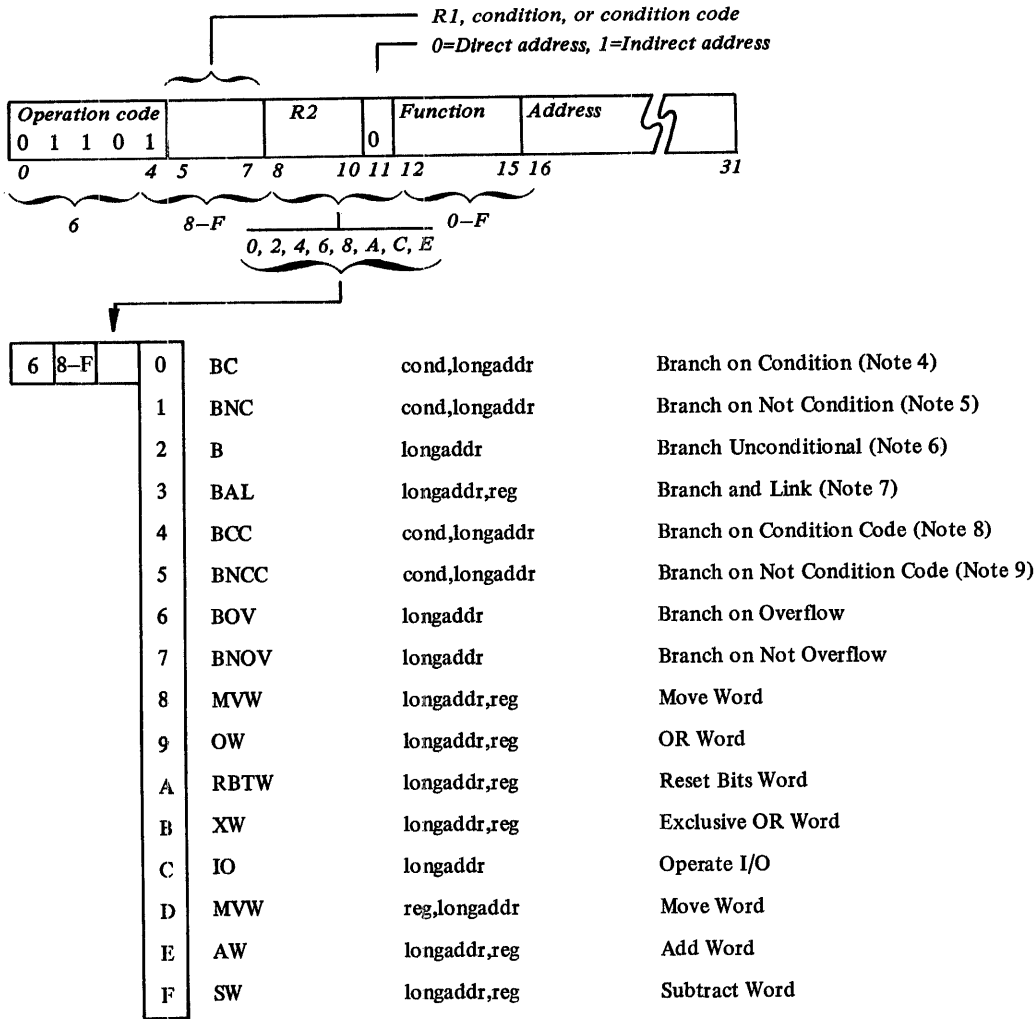 R1, condition, or condition code
0=Direct address, 1=Indirect address
Operation code R2 Function Address
0 1 1 0 1 0
0 4 5 7 8 10 11 12 15 16 31
6 8–F 0–F
0, 2, 4, 6, 8, A, C, E
6 8–F 0 BC cond,longaddr Branch on Condition (Note 4)
1 BNC cond,longaddr Branch on Not Condition (Note 5)
2 B longaddr Branch Unconditional (Note 6)
3 BAL longaddr,reg Branch and Link (Note 7)
4 BCC cond,longaddr Branch on Condition Code (Note 8)
5 BNCC cond,longaddr Branch on Not Condition Code (Note 9)
6 BOV longaddr Branch on Overflow
7 BNOV longaddr Branch on Not Overflow
8 MVW longaddr,reg Move Word
9 OW longaddr,reg OR Word
A RBTW longaddr,reg Reset Bits Word
B XW longaddr,reg Exclusive OR Word
C IO longaddr Operate I/O
D MVW reg,longaddr Move Word
E AW longaddr,reg Add Word
F SW longaddr,reg Subtract Word